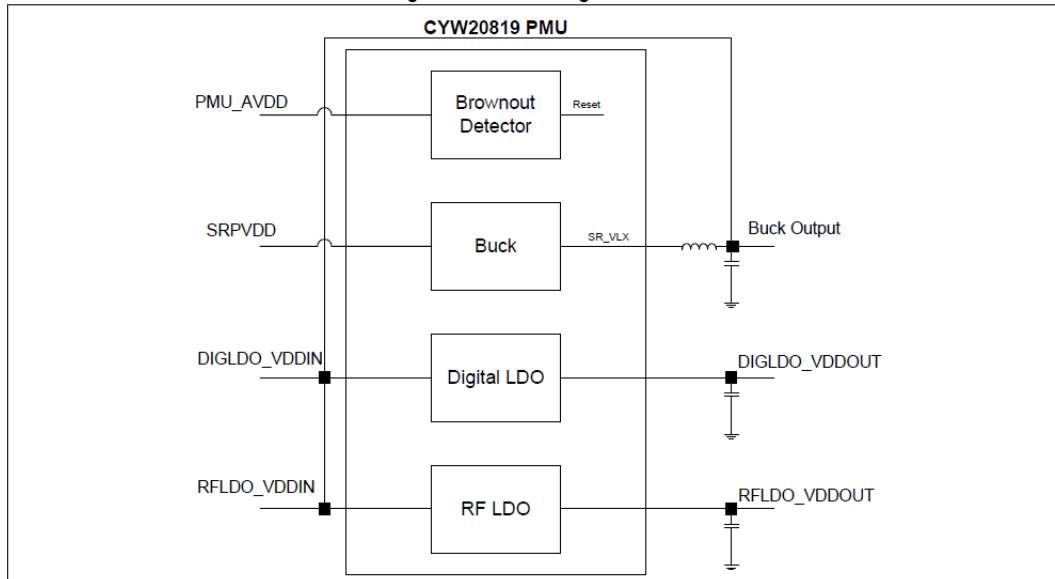 CYW20819 PMU
PMU_AVDD
Brownout
Detector
Reset
SRPVDD
Buck
SR_VLX
Buck Output
DIGLDO_VDDIN
Digital LDO
DIGLDO_VDDOUT
RFLDO_VDDIN
RF LDO
RFLDO_VDDOUT